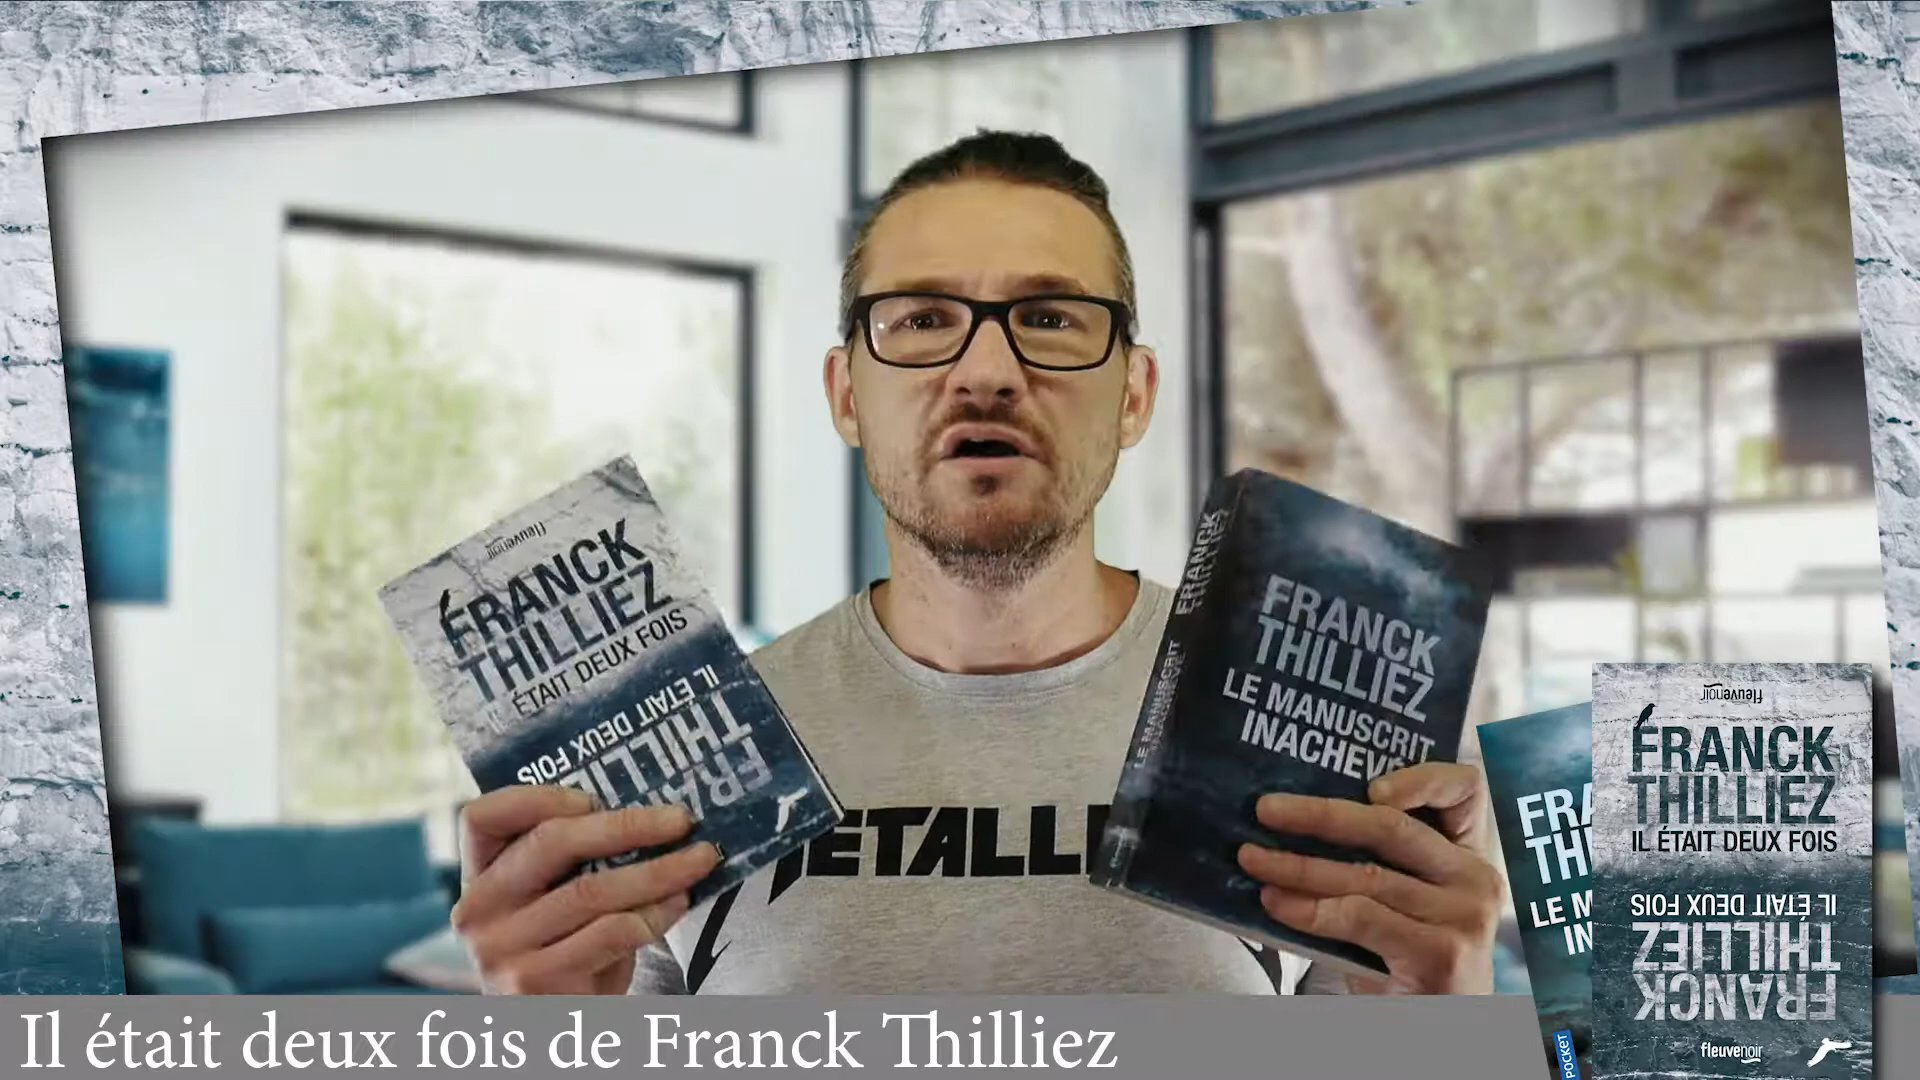 fleuvenoir
FRANCK
THILLIEZ
IL ÉTAIT DEUX FOIS
IL ÉTAIT DEUX FOIS
THILLIEZ
FRANCK
METALLI
FRANCK
THILLIEZ
LE MANUSCRIT
FRANCK
THILLIEZ
LE MANUSCRIT
INACHEVÉ
FRA
THI
LE M
IN
POCKET
fleuvenoir
FRANCK
THILLIEZ
IL ÉTAIT DEUX FOIS
IL ÉTAIT DEUX FOIS
THILLIEZ
FRANCK
fleuvenoir
Il était deux fois de Franck Thilliez